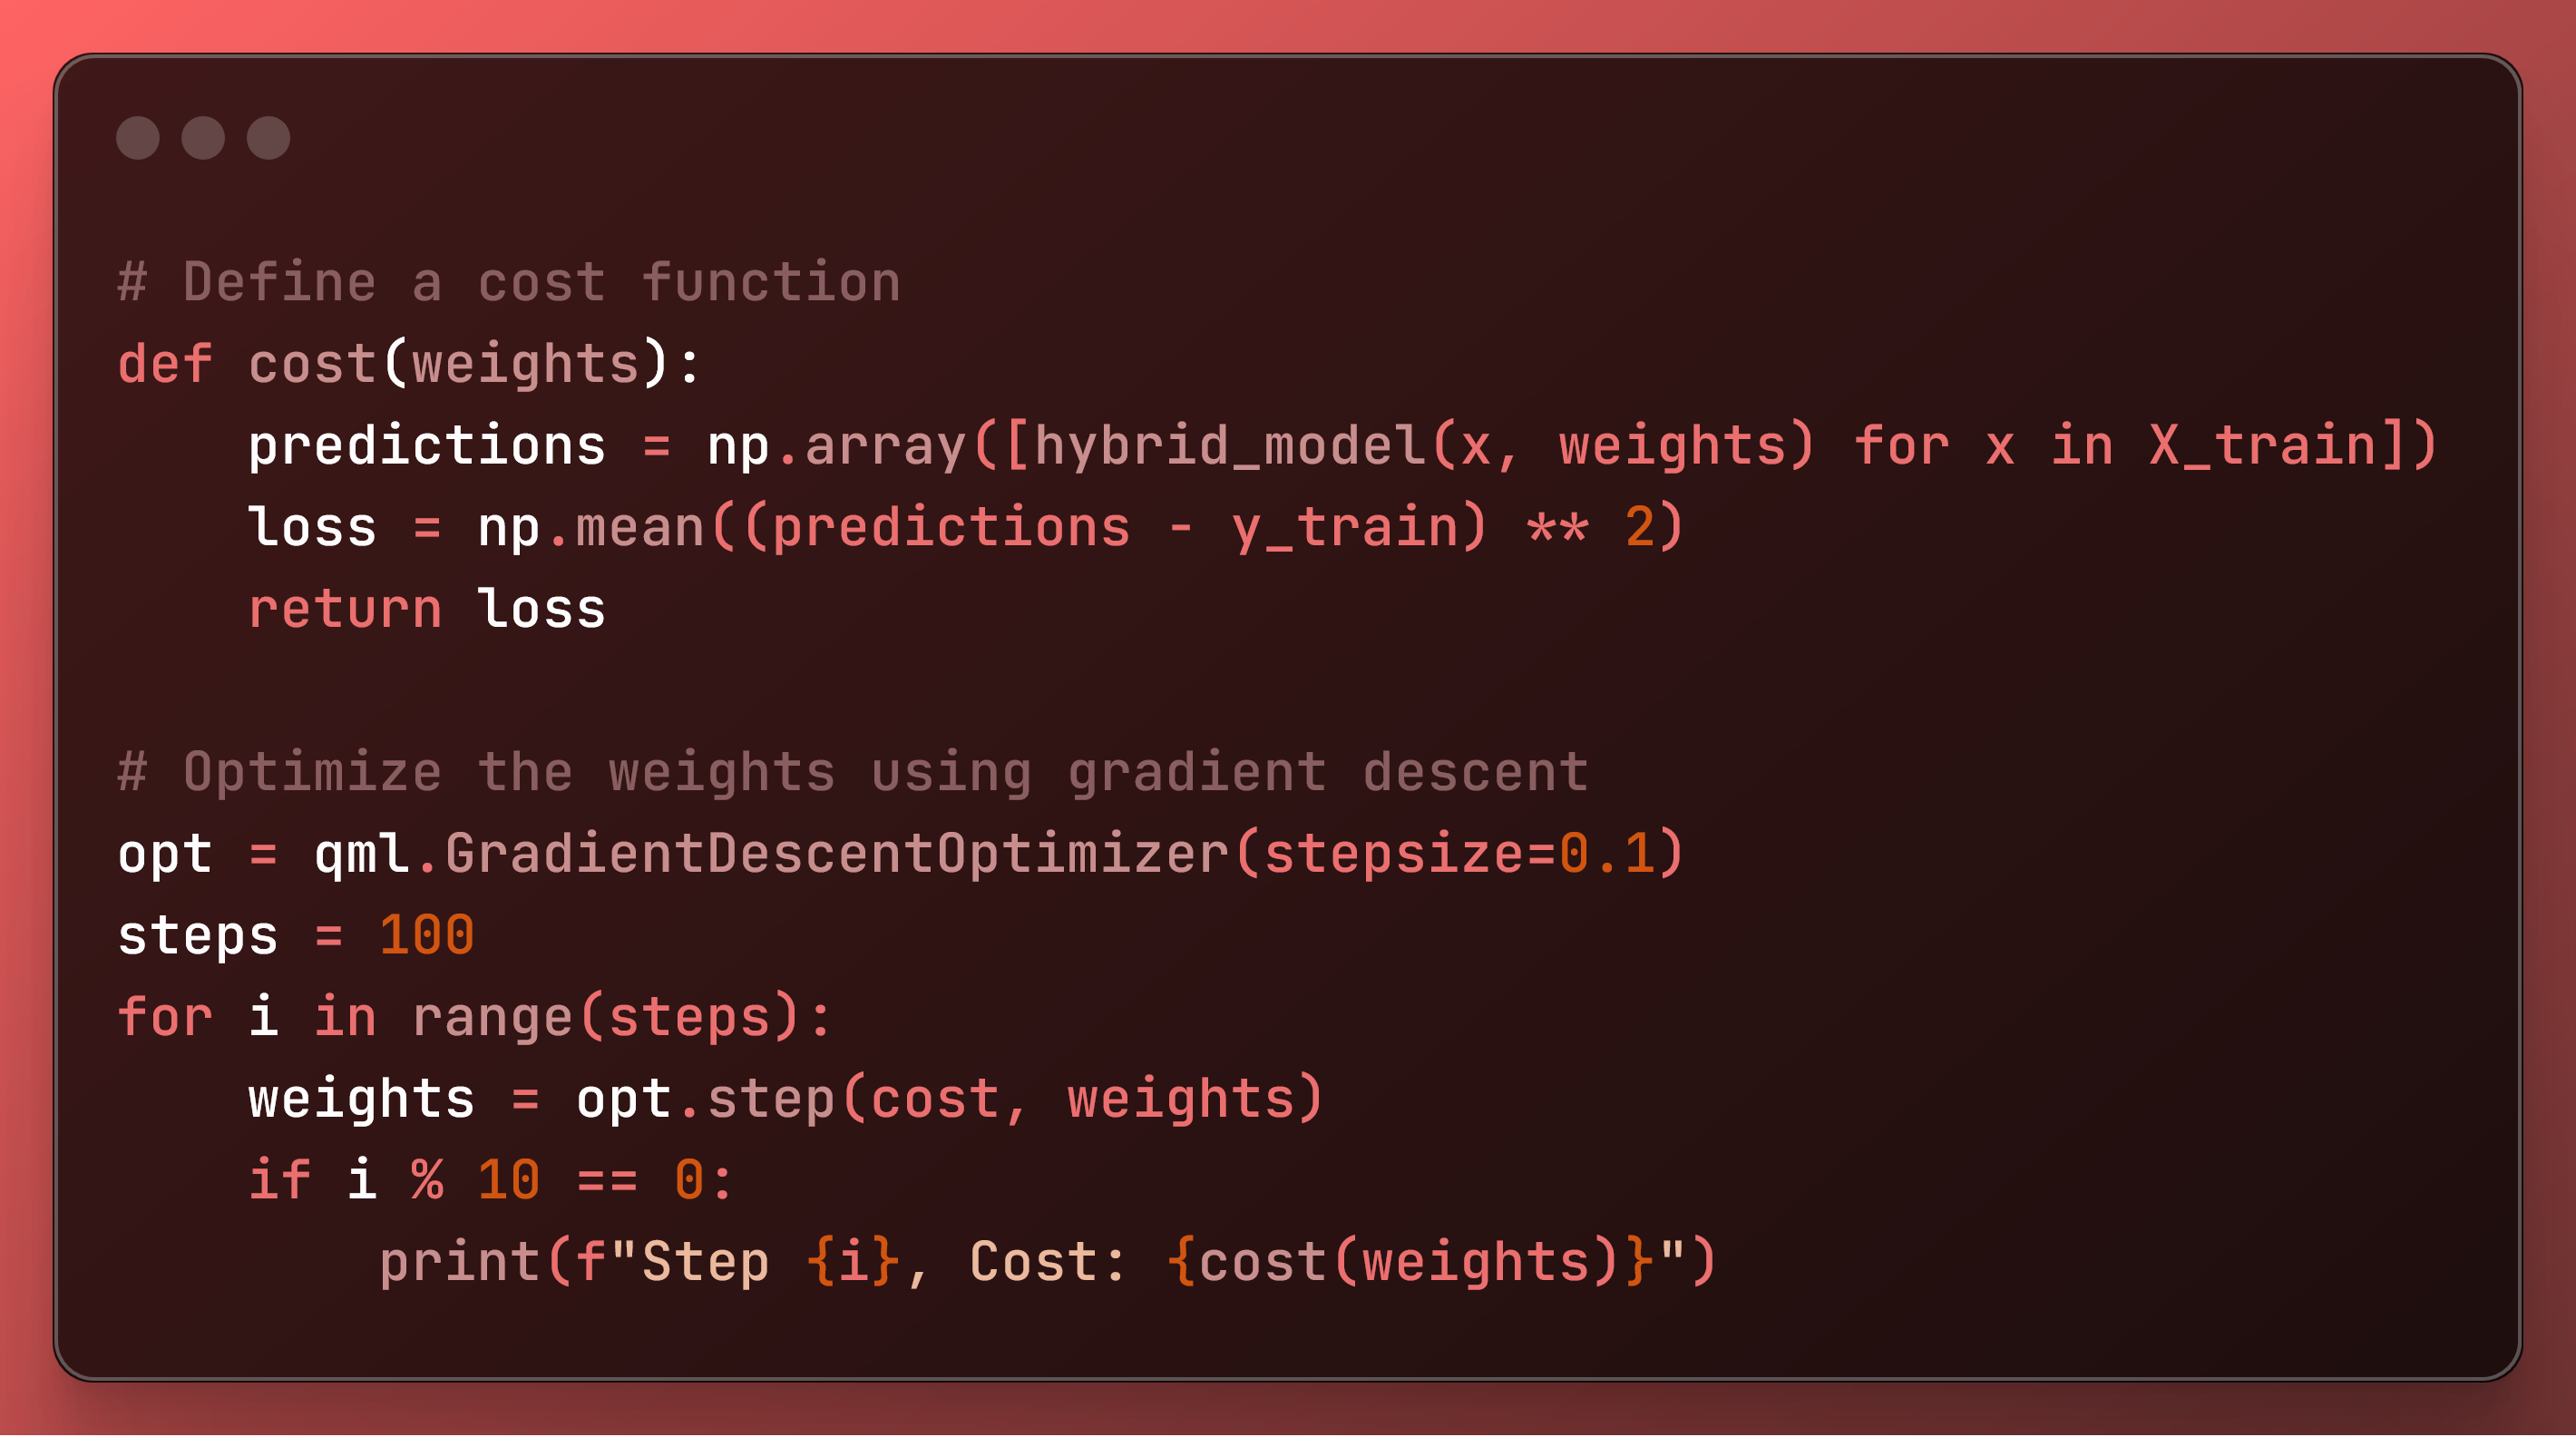 # Define a cost function
def cost(weights):
    predictions = np.array([hybrid_model(x, weights) for x in X_train])
    loss = np.mean((predictions - y_train) ** 2)
    return loss

# Optimize the weights using gradient descent
opt = qml.GradientDescentOptimizer(stepsize=0.1)
steps = 100
for i in range(steps):
    weights = opt.step(cost, weights)
    if i % 10 == 0:
        print(f"Step {i}, Cost: {cost(weights)}")